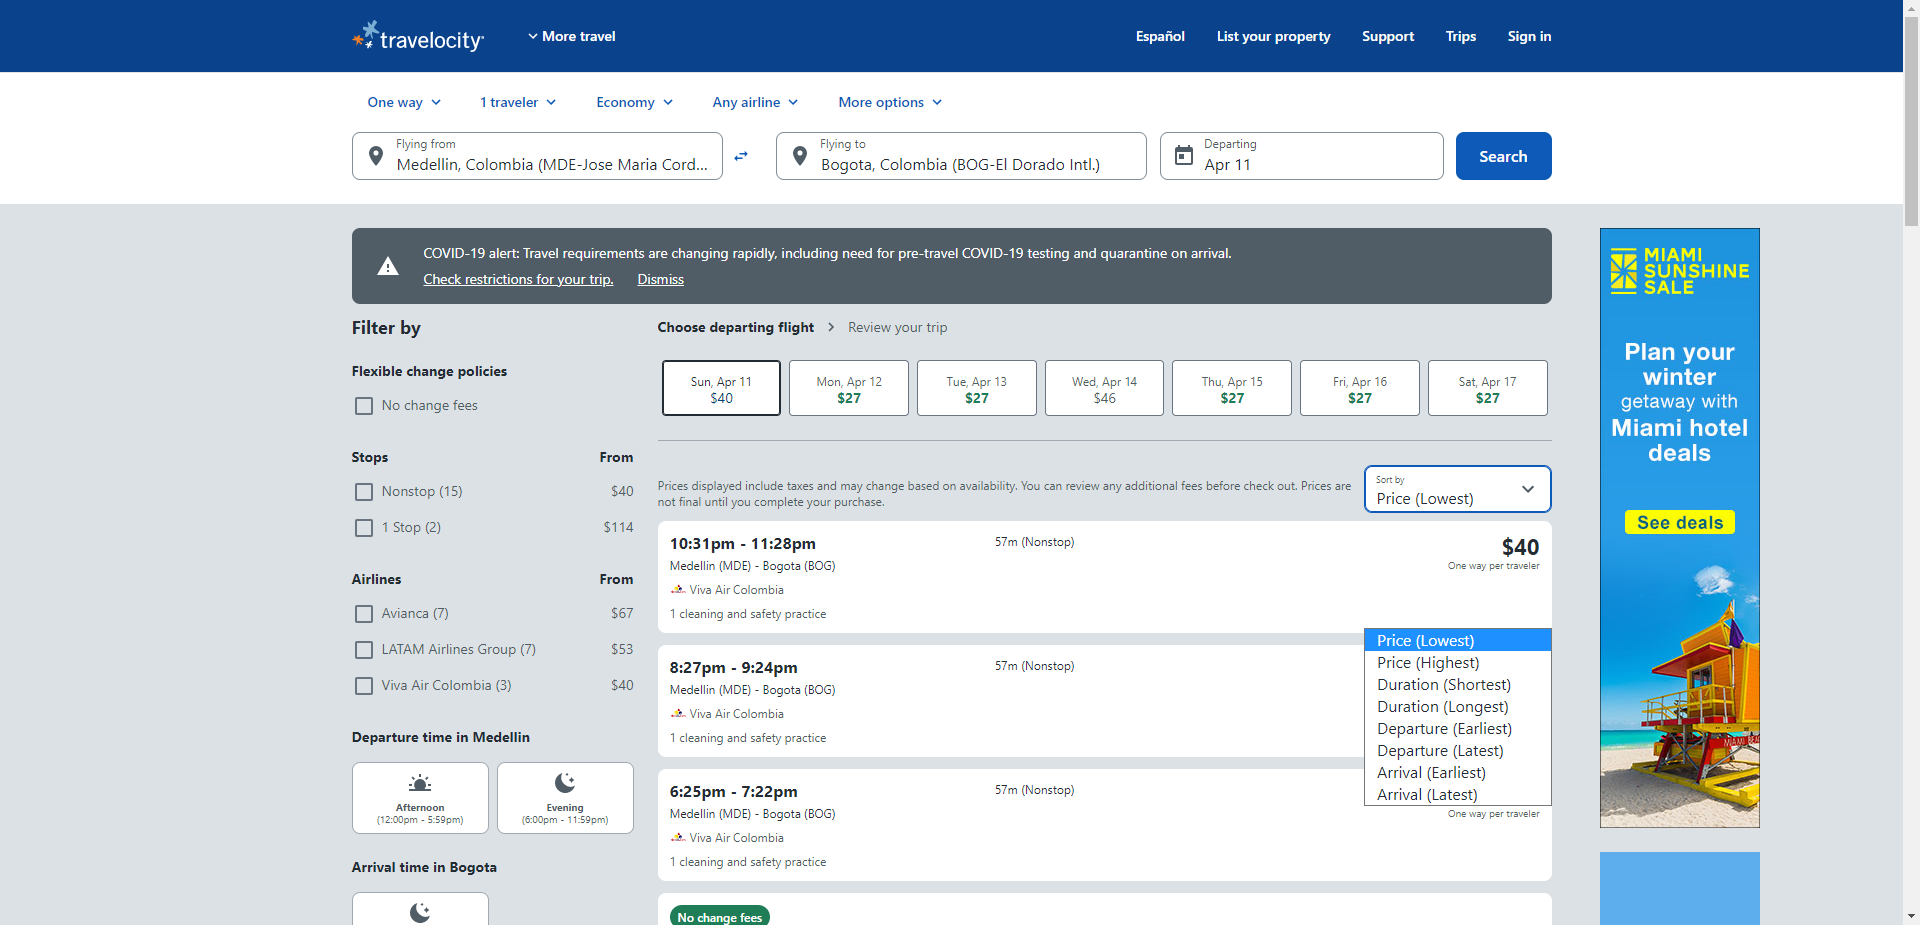 travelocity
More travel
Español
List your property
Support
Trips
Sign in
One way
1 traveler
Economy
Any airline
More options
Flying from
Medellin, Colombia (MDE-Jose Maria Cord...
Flying to
Bogota, Colombia (BOG-El Dorado Intl.)
Departing
Apr 11
Search
COVID-19 alert: Travel requirements are changing rapidly, including need for pre-travel COVID-19 testing and quarantine on arrival.
Check restrictions for your trip.
Dismiss
Filter by
Flexible change policies
No change fees
Stops From
Nonstop (15) $40
1 Stop (2) $114
Airlines From
Avianca (7) $67
LATAM Airlines Group (7) $53
Viva Air Colombia (3) $40
Departure time in Medellin
Afternoon
(12:00pm - 5:59pm)
Evening
(6:00pm - 11:59pm)
Arrival time in Bogota
Choose departing flight
Review your trip
Sun, Apr 11
$40
Mon, Apr 12
$27
Tue, Apr 13
$27
Wed, Apr 14
$46
Thu, Apr 15
$27
Fri, Apr 16
$27
Sat, Apr 17
$27
Prices displayed include taxes and may change based on availability. You can review any additional fees before check out. Prices are
not final until you complete your purchase.
Sort by
Price (Lowest)
10:31pm - 11:28pm
57m (Nonstop)
$40
Medellin (MDE) - Bogota (BOG)
One way per traveler
Viva Air Colombia
1 cleaning and safety practice
8:27pm - 9:24pm
57m (Nonstop)
Medellin (MDE) - Bogota (BOG)
Viva Air Colombia
1 cleaning and safety practice
6:25pm - 7:22pm
57m (Nonstop)
Medellin (MDE) - Bogota (BOG)
One way per traveler
Viva Air Colombia
1 cleaning and safety practice
No change fees
Price (Lowest)
Price (Highest)
Duration (Shortest)
Duration (Longest)
Departure (Earliest)
Departure (Latest)
Arrival (Earliest)
Arrival (Latest)
MIAMI
SUNSHINE
SALE
Plan your
winter
getaway with
Miami hotel
deals
See deals